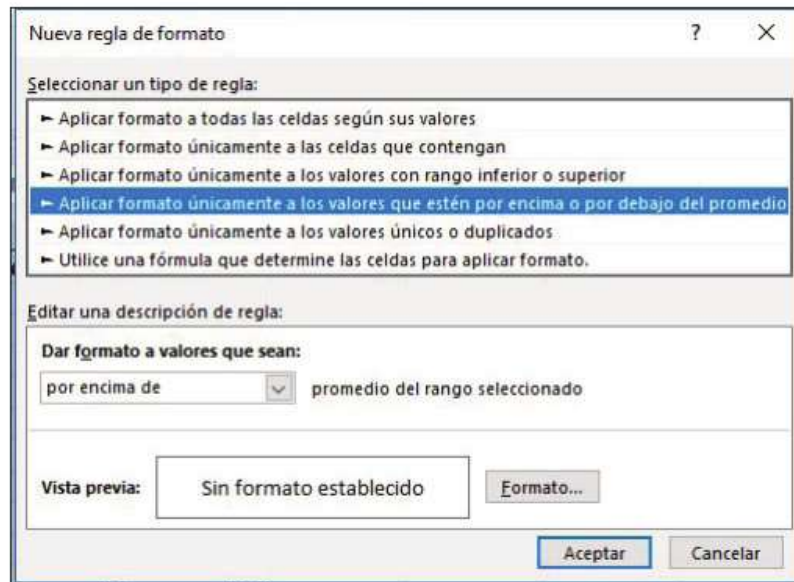 Nueva regla de formato ? ×
Seleccionar un tipo de regla:
► Aplicar formato a todas las celdas según sus valores
► Aplicar formato únicamente a las celdas que contengan
► Aplicar formato únicamente a los valores con rango inferior o superior
► Aplicar formato únicamente a los valores que estén por encima o por debajo del promedio
► Aplicar formato únicamente a los valores únicos o duplicados
► Utilice una fórmula que determine las celdas para aplicar formato.
Editar una descripción de regla:
Dar formato a valores que sean:
por encima de promedio del rango seleccionado
Vista previa: Sin formato establecido Formato...
Aceptar Cancelar